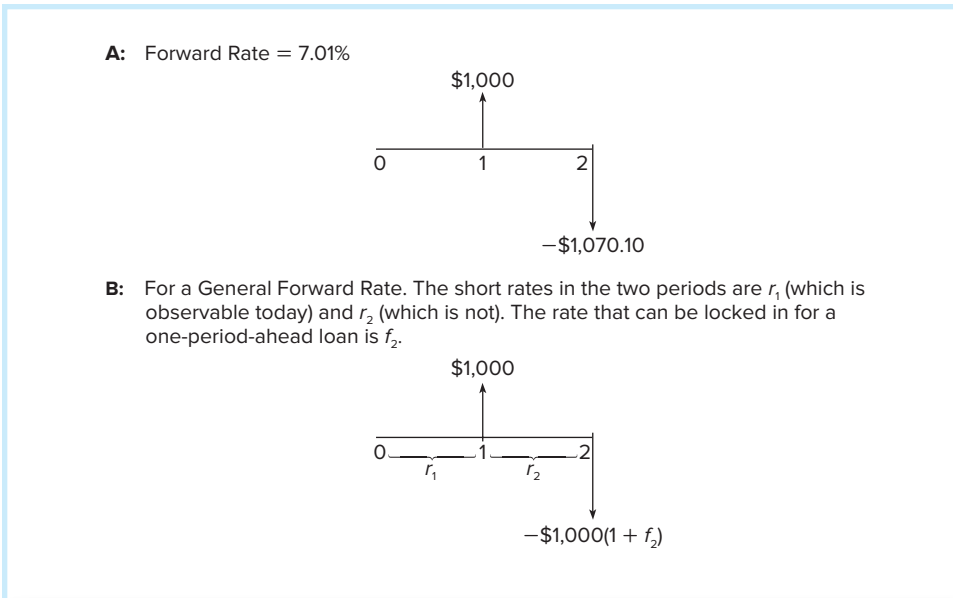 A: Forward Rate = 7.01%
$1,000
0 1 2
−$1,070.10
B: For a General Forward Rate. The short rates in the two periods are r₁ (which is
observable today) and r₂ (which is not). The rate that can be locked in for a
one-period-ahead loan is f₂.
$1,000
0 1 2
r₁ r₂
−$1,000(1 + f₂)